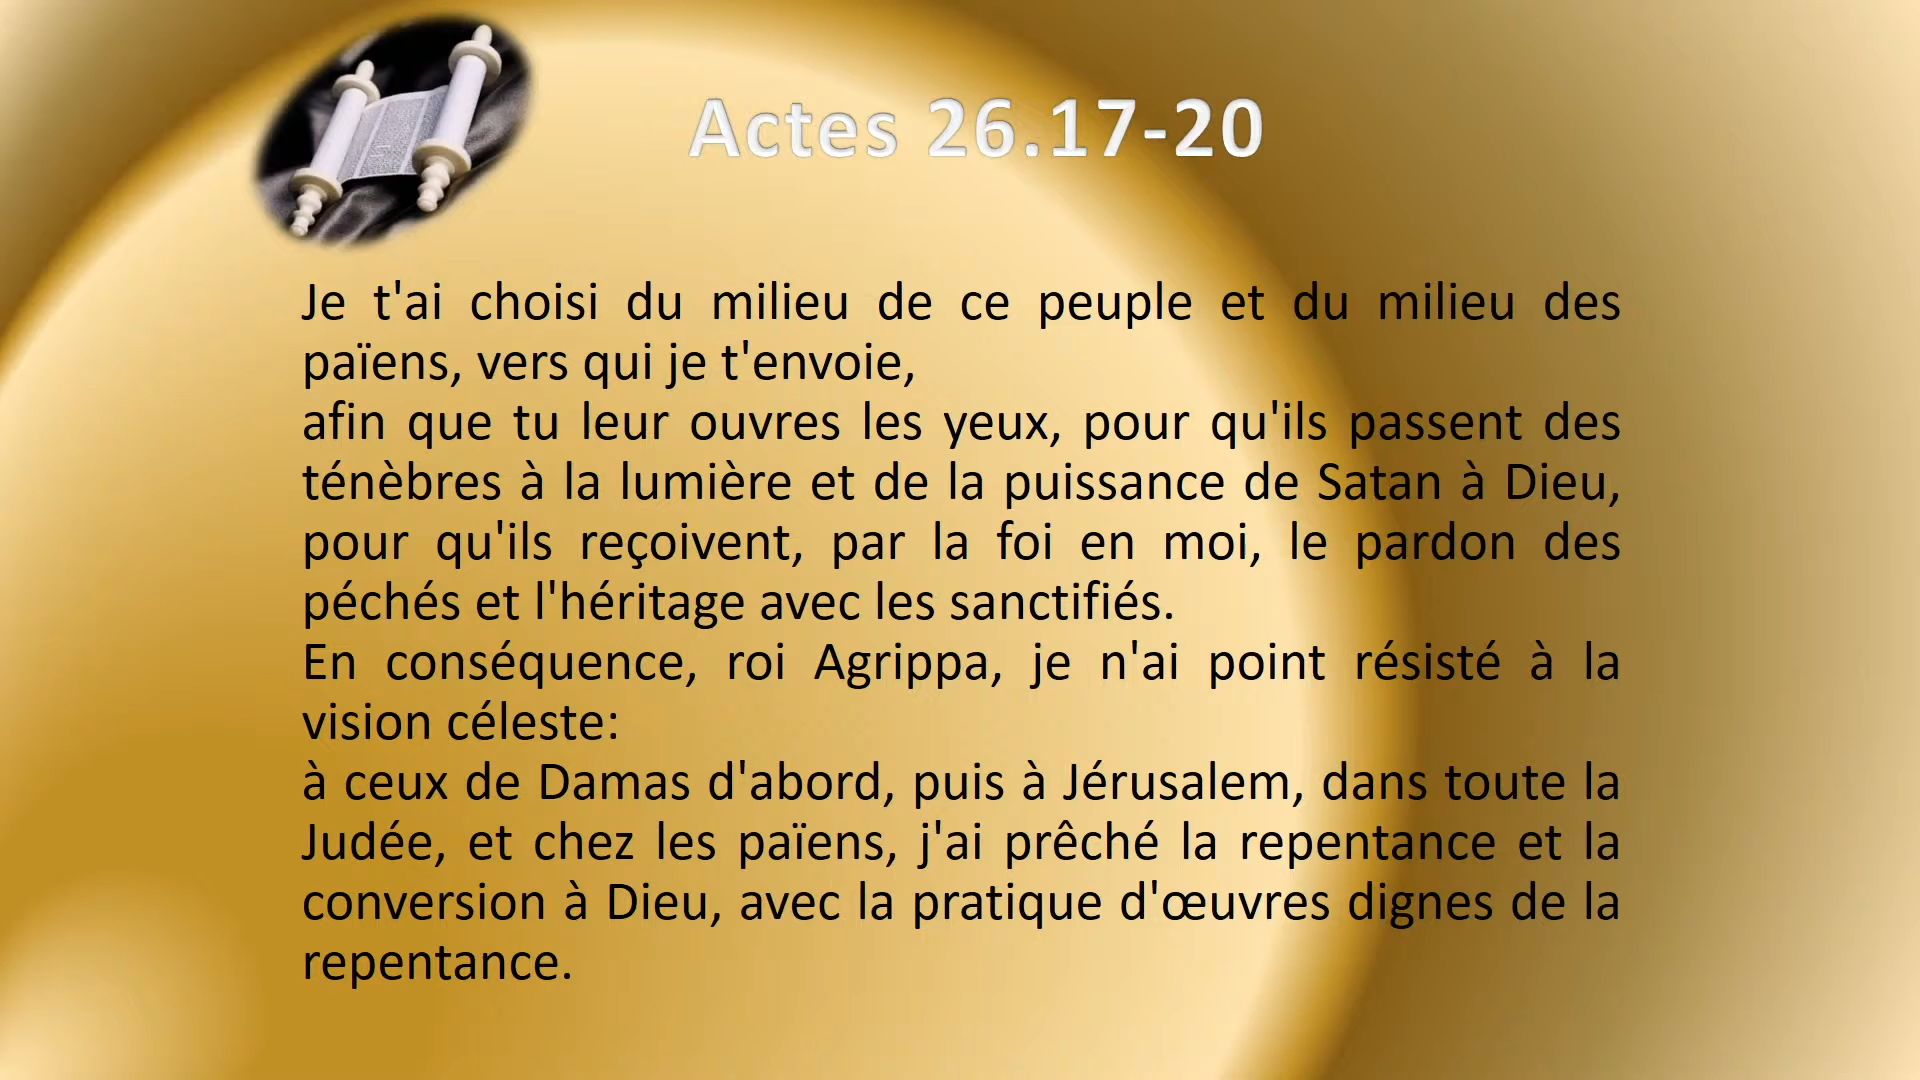 Actes 26.17-20
Je t'ai choisi du milieu de ce peuple et du milieu des
païens, vers qui je t'envoie,
afin que tu leur ouvres les yeux, pour qu'ils passent des
ténèbres à la lumière et de la puissance de Satan à Dieu,
pour qu'ils reçoivent, par la foi en moi, le pardon des
péchés et l'héritage avec les sanctifiés.
En conséquence, roi Agrippa, je n'ai point résisté à la
vision céleste:
à ceux de Damas d'abord, puis à Jérusalem, dans toute la
Judée, et chez les païens, j'ai prêché la repentance et la
conversion à Dieu, avec la pratique d'œuvres dignes de la
repentance.